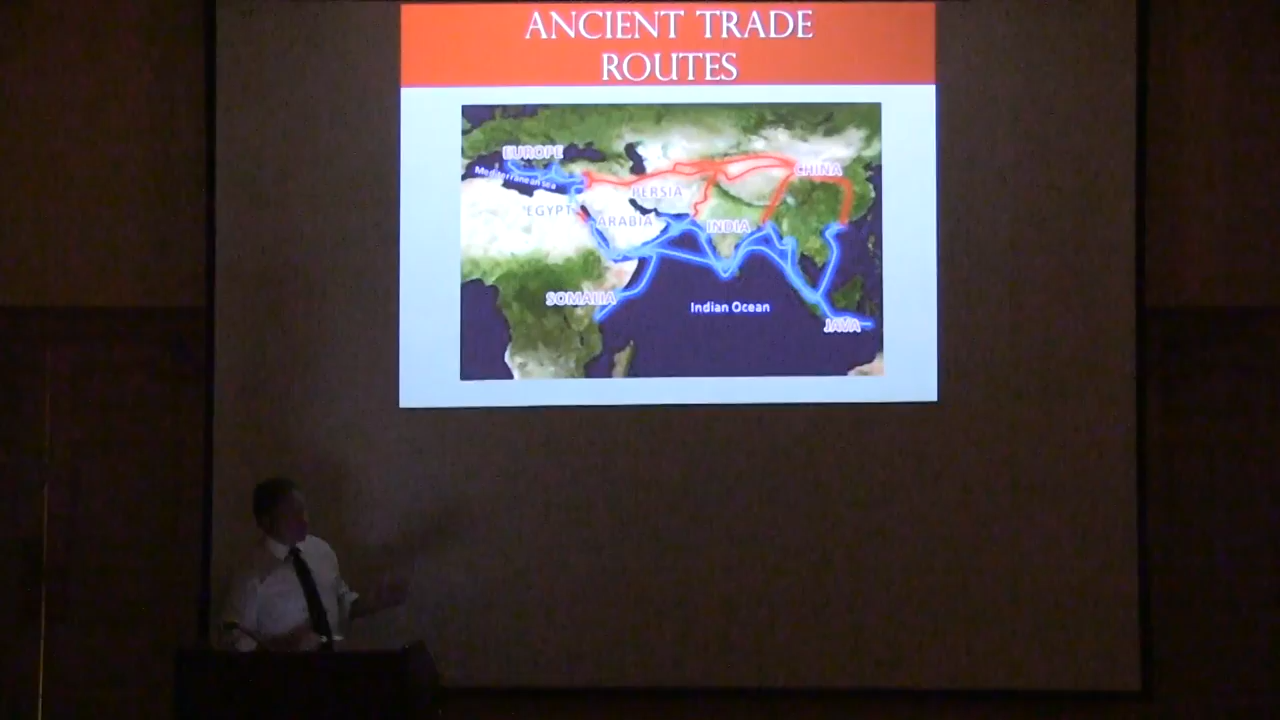 ANCIENT TRADE
ROUTES
EUROPE
Mediterranean Sea
CHINA
PERSIA
EGYPT
ARABIA
INDIA
SOMALIA
Indian Ocean
JAVA